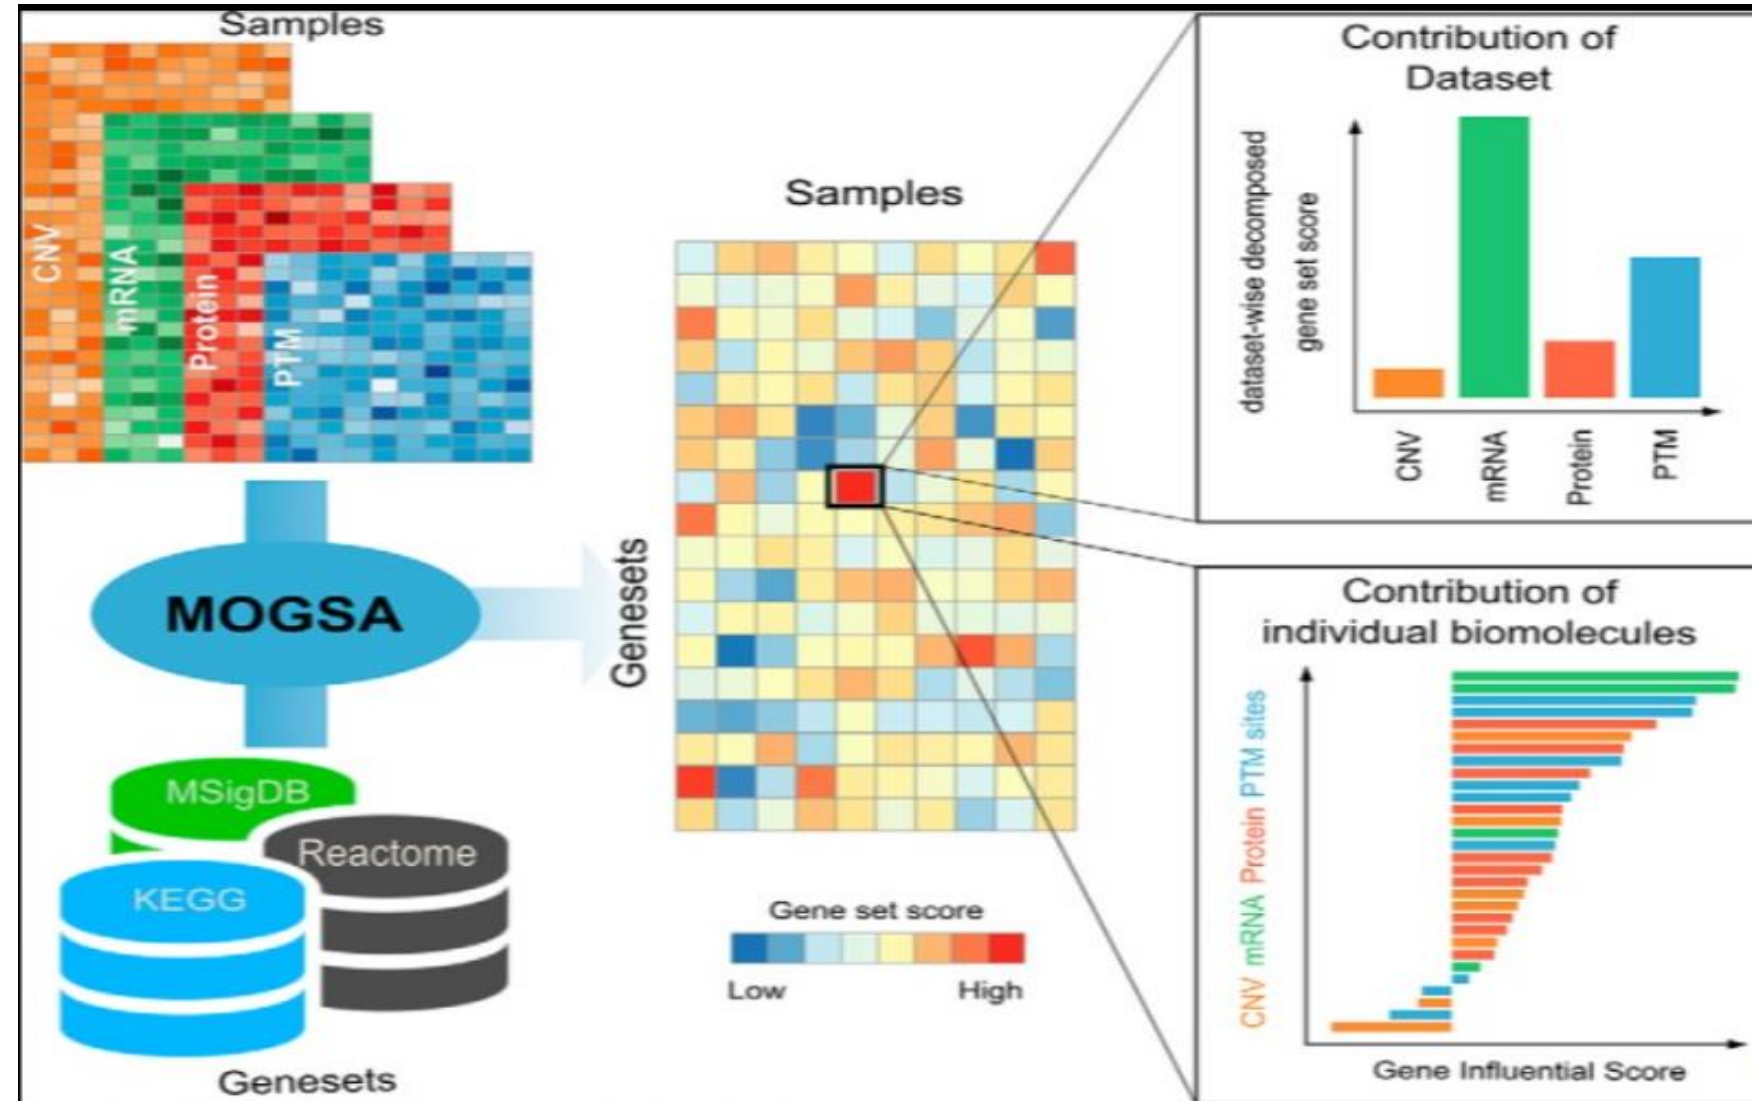 Samples
CNV
mRNA
Protein
PTM
MOGSA
MSigDB
Reactome
KEGG
Genesets
Samples
Genesets
Gene set score
Low High
Contribution of
Dataset
dataset-wise decomposed
gene set score
CNV
mRNA
Protein
PTM
Contribution of
individual biomolecules
CNV mRNA Protein PTM sites
Gene Influential Score